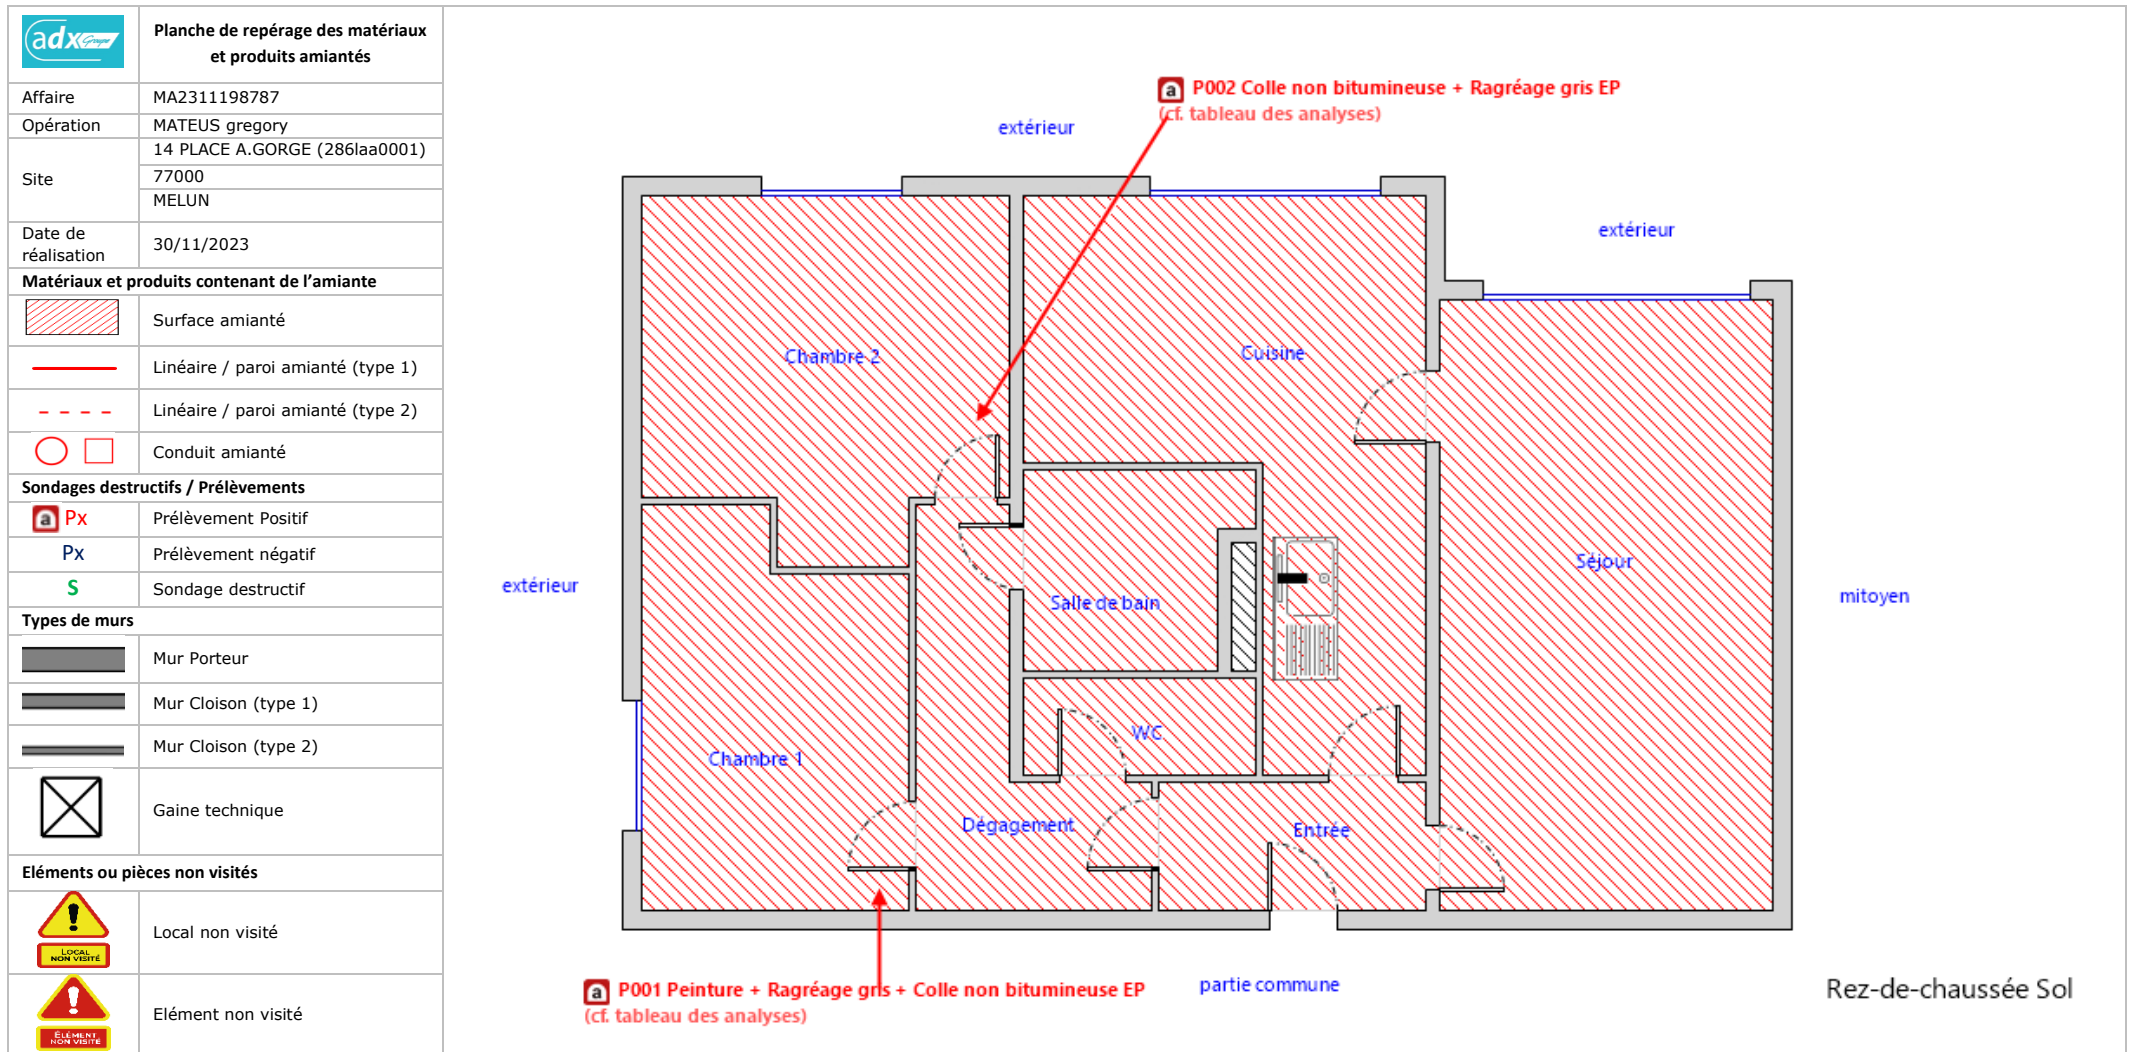 adx Groupe
Planche de repérage des matériaux
et produits amiantés
Affaire MA2311198787
Opération MATEUS gregory
Site 14 PLACE A.GORGE (286laa0001)
77000
MELUN
Date de
réalisation 30/11/2023
Matériaux et produits contenant de l’amiante
Surface amianté
Linéaire / paroi amianté (type 1)
Linéaire / paroi amianté (type 2)
Conduit amianté
Sondages destructifs / Prélèvements
a Px Prélèvement Positif
Px Prélèvement négatif
S Sondage destructif
Types de murs
Mur Porteur
Mur Cloison (type 1)
Mur Cloison (type 2)
Gaine technique
Eléments ou pièces non visités
!
LOCAL
NON VISITÉ
Local non visité
!
ÉLÉMENT
NON VISITÉ
Elément non visité
a P002 Colle non bitumineuse + Ragréage gris EP
(cf. tableau des analyses)
extérieur
extérieur
Chambre 2
Cuisine
Séjour
extérieur
Salle de bain
mitoyen
WC
Chambre 1
Dégagement
Entrée
a P001 Peinture + Ragréage gris + Colle non bitumineuse EP
(cf. tableau des analyses)
partie commune
Rez-de-chaussée Sol